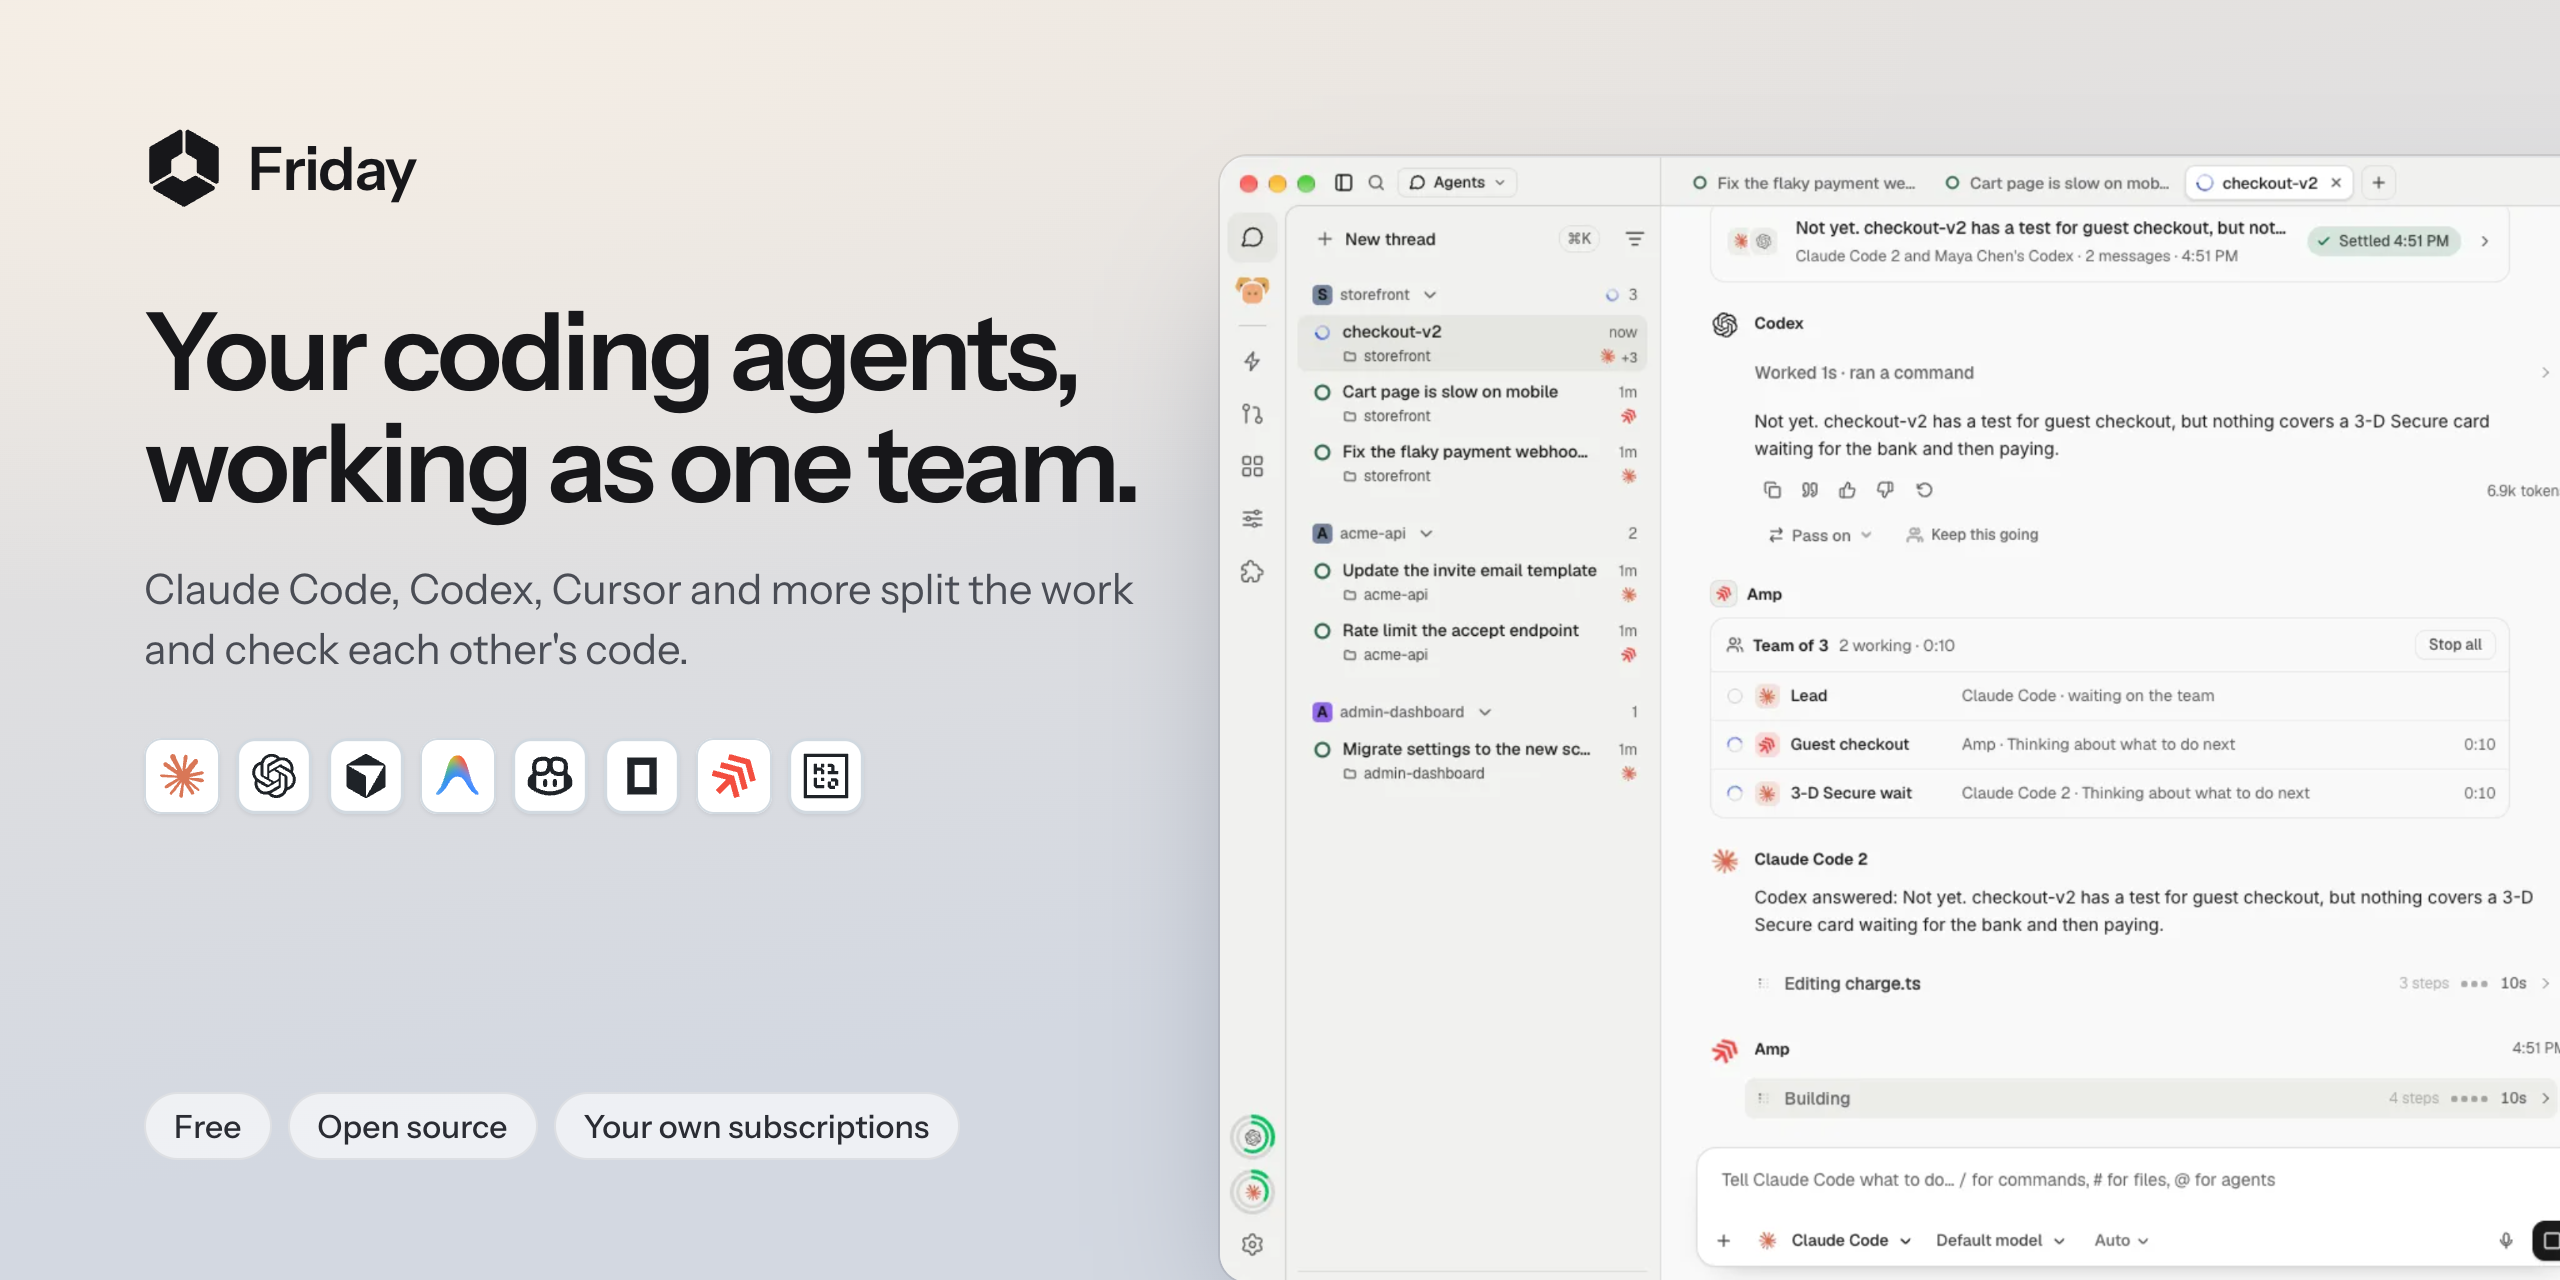 Friday
Your coding agents,
working as one team.
Claude Code, Codex, Cursor and more split the work
and check each other's code.
Free
Open source
Your own subscriptions
Agents
New thread
⌘K
S storefront
3
checkout-v2
now
storefront
+3
Cart page is slow on mobile
1m
storefront
Fix the flaky payment webhoo...
1m
storefront
A acme-api
2
Update the invite email template
1m
acme-api
Rate limit the accept endpoint
1m
acme-api
A admin-dashboard
1
Migrate settings to the new sc...
1m
admin-dashboard
Fix the flaky payment we...
Cart page is slow on mob...
checkout-v2
Not yet. checkout-v2 has a test for guest checkout, but not...
Claude Code 2 and Maya Chen's Codex · 2 messages · 4:51 PM
Settled 4:51 PM
Codex
Worked 1s · ran a command
Not yet. checkout-v2 has a test for guest checkout, but nothing covers a 3-D Secure card
waiting for the bank and then paying.
6.9k token
Pass on
Keep this going
Amp
Team of 3 2 working · 0:10
Stop all
Lead
Claude Code · waiting on the team
Guest checkout
Amp · Thinking about what to do next
0:10
3-D Secure wait
Claude Code 2 · Thinking about what to do next
0:10
Claude Code 2
Codex answered: Not yet. checkout-v2 has a test for guest checkout, but nothing covers a 3-D
Secure card waiting for the bank and then paying.
Editing charge.ts
3 steps
10s
Amp
4:51 PM
Building
4 steps
10s
Tell Claude Code what to do... / for commands, # for files, @ for agents
Claude Code
Default model
Auto